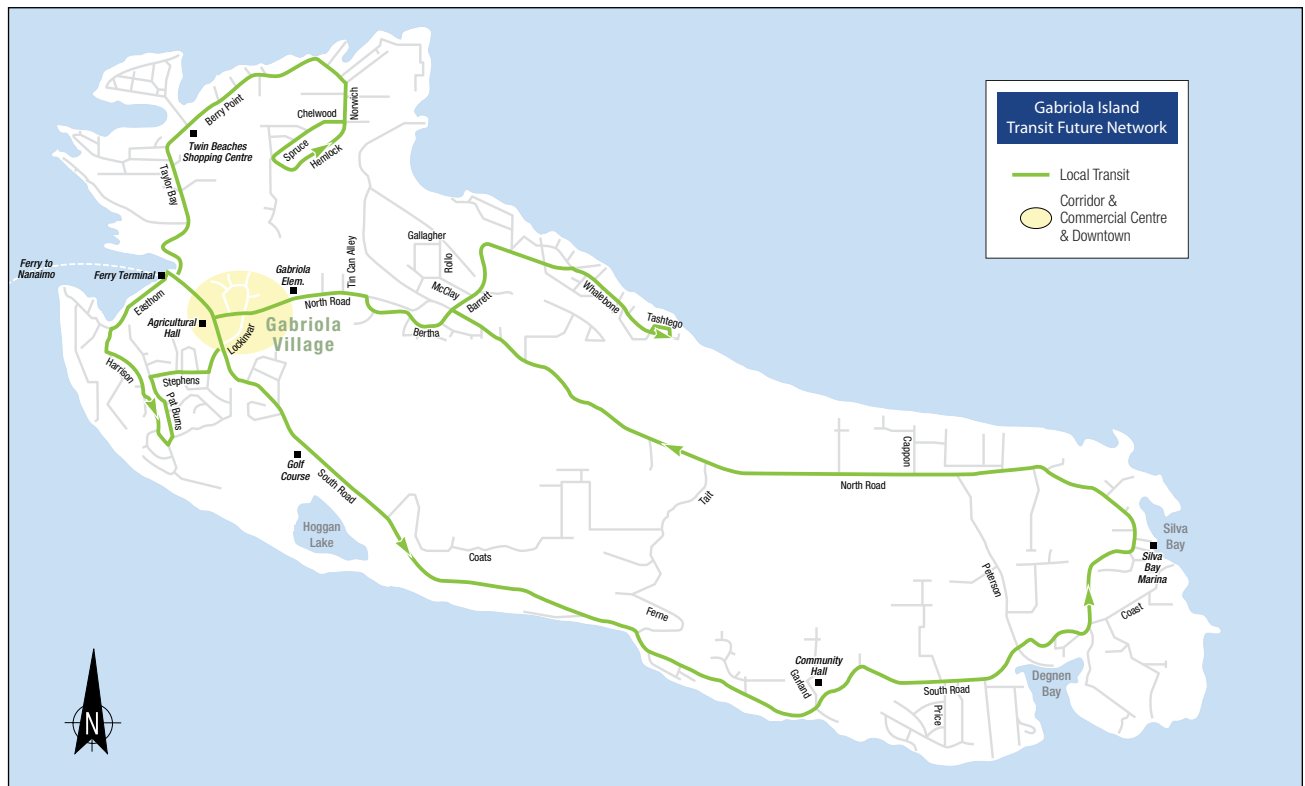 Gabriola Island
Transit Future Network
Local Transit
Corridor &
Commercial Centre
& Downtown
Berry Point
Norwich
Chelwood
Spruce
Hemlock
Twin Beaches
Shopping Centre
Taylor Bay
Ferry to
Nanaimo
Ferry Terminal
Gabriola
Elem.
Tin Can Alley
Gallagher
Rollo
McClay
North Road
Barrett
Bertha
Whalebone
Tashtego
Easthom
Agricultural
Hall
Lockinvar
Gabriola
Village
Harrison
Stephens
Pat Burns
Golf
Course
South Road
Hoggan
Lake
Coats
Tait
Cappon
North Road
Silva
Bay
Silva
Bay
Marina
Peterson
Coast
Ferne
Community
Hall
Garland
South Road
Price
Degnen
Bay
N